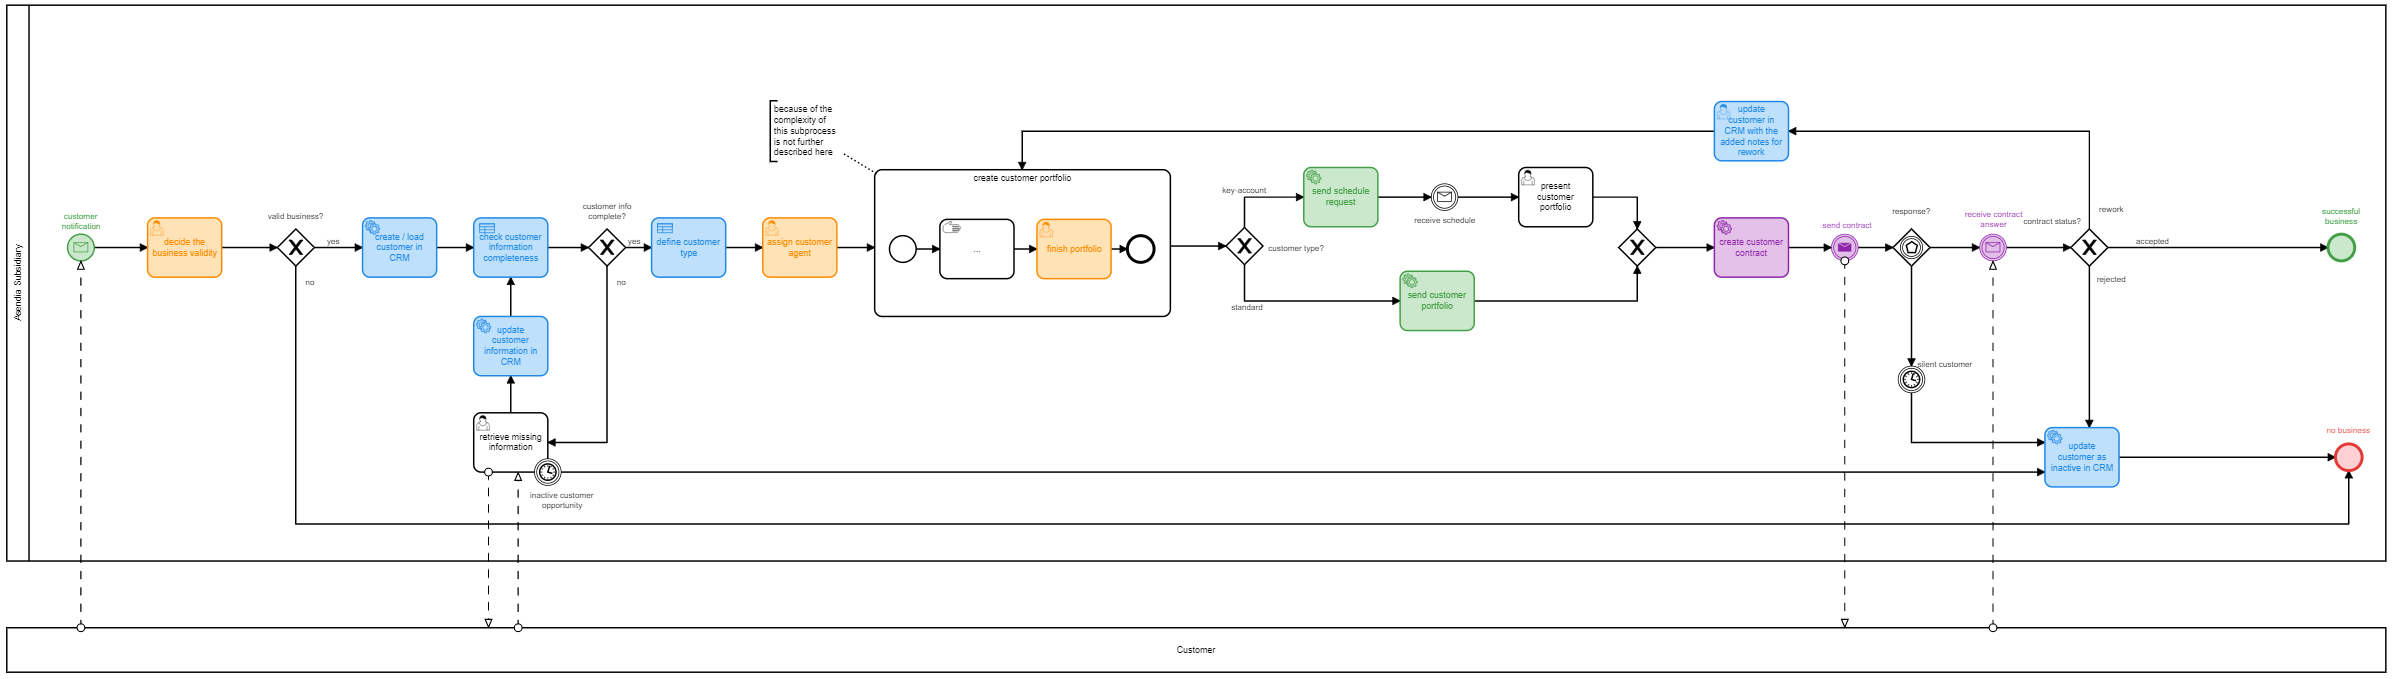 Asendia Subsidiary
customer
notification
decide the
business validity
valid business?
yes
no
create / load
customer in
CRM
check customer
information
completeness
customer info
complete?
yes
no
update
customer
information in
CRM
retrieve missing
information
inactive customer
opportunity
define customer
type
assign customer
agent
because of the
complexity of
this subprocess
is not further
described here
create customer portfolio
...
finish portfolio
customer type?
key-account
standard
send schedule
request
receive schedule
present
customer
portfolio
send customer
portfolio
create customer
contract
send contract
response?
silent customer
receive contract
answer
contract status?
rework
accepted
rejected
update
customer in
CRM with the
added notes for
rework
update
customer as
inactive in CRM
successful
business
no business
Customer